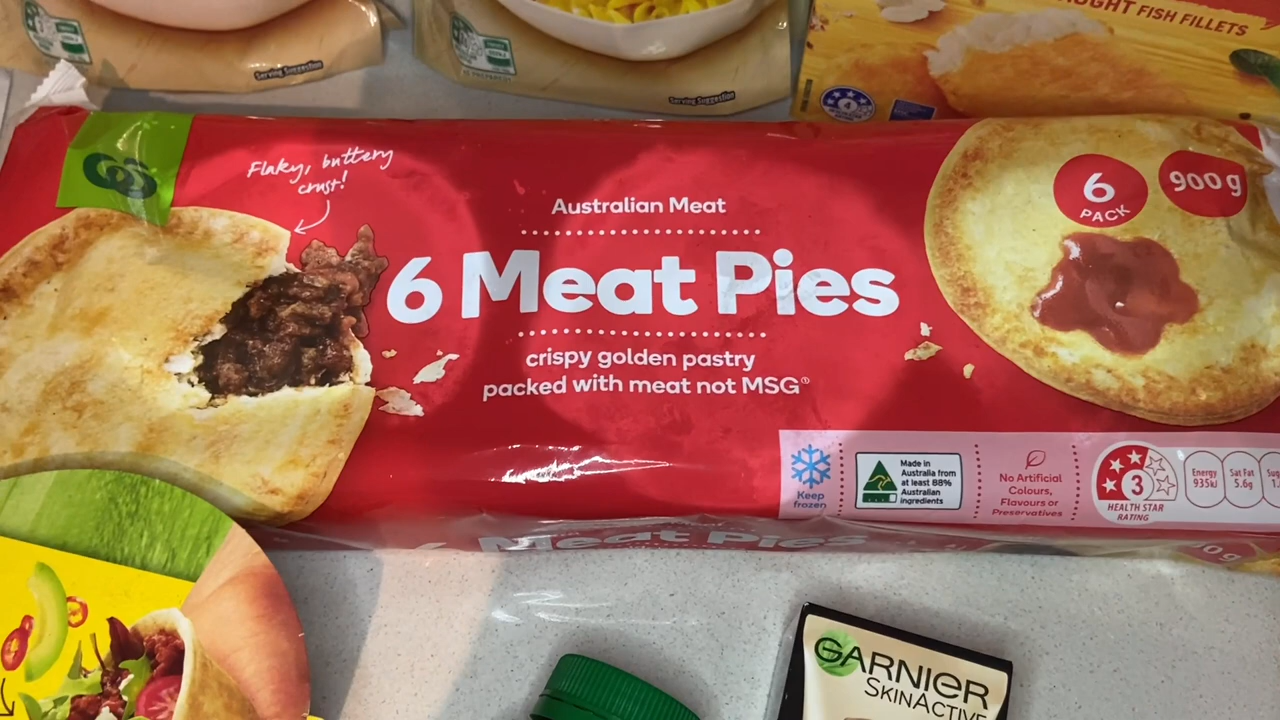 Serving Suggestion
Serving Suggestion
FISH FILLETS
4
Flaky, buttery
crust!
Australian Meat
6 Meat Pies
crispy golden pastry
packed with meat not MSG
6
PACK
900g
Keep
frozen
Made in
Australia from
at least 88%
Australian
ingredients
No Artificial
Colours,
Flavours or
Preservatives
3
HEALTH STAR
RATING
Energy
935kJ
Sat Fat
5.6g
Meat Pies
GARNIER
SKINACTIVE